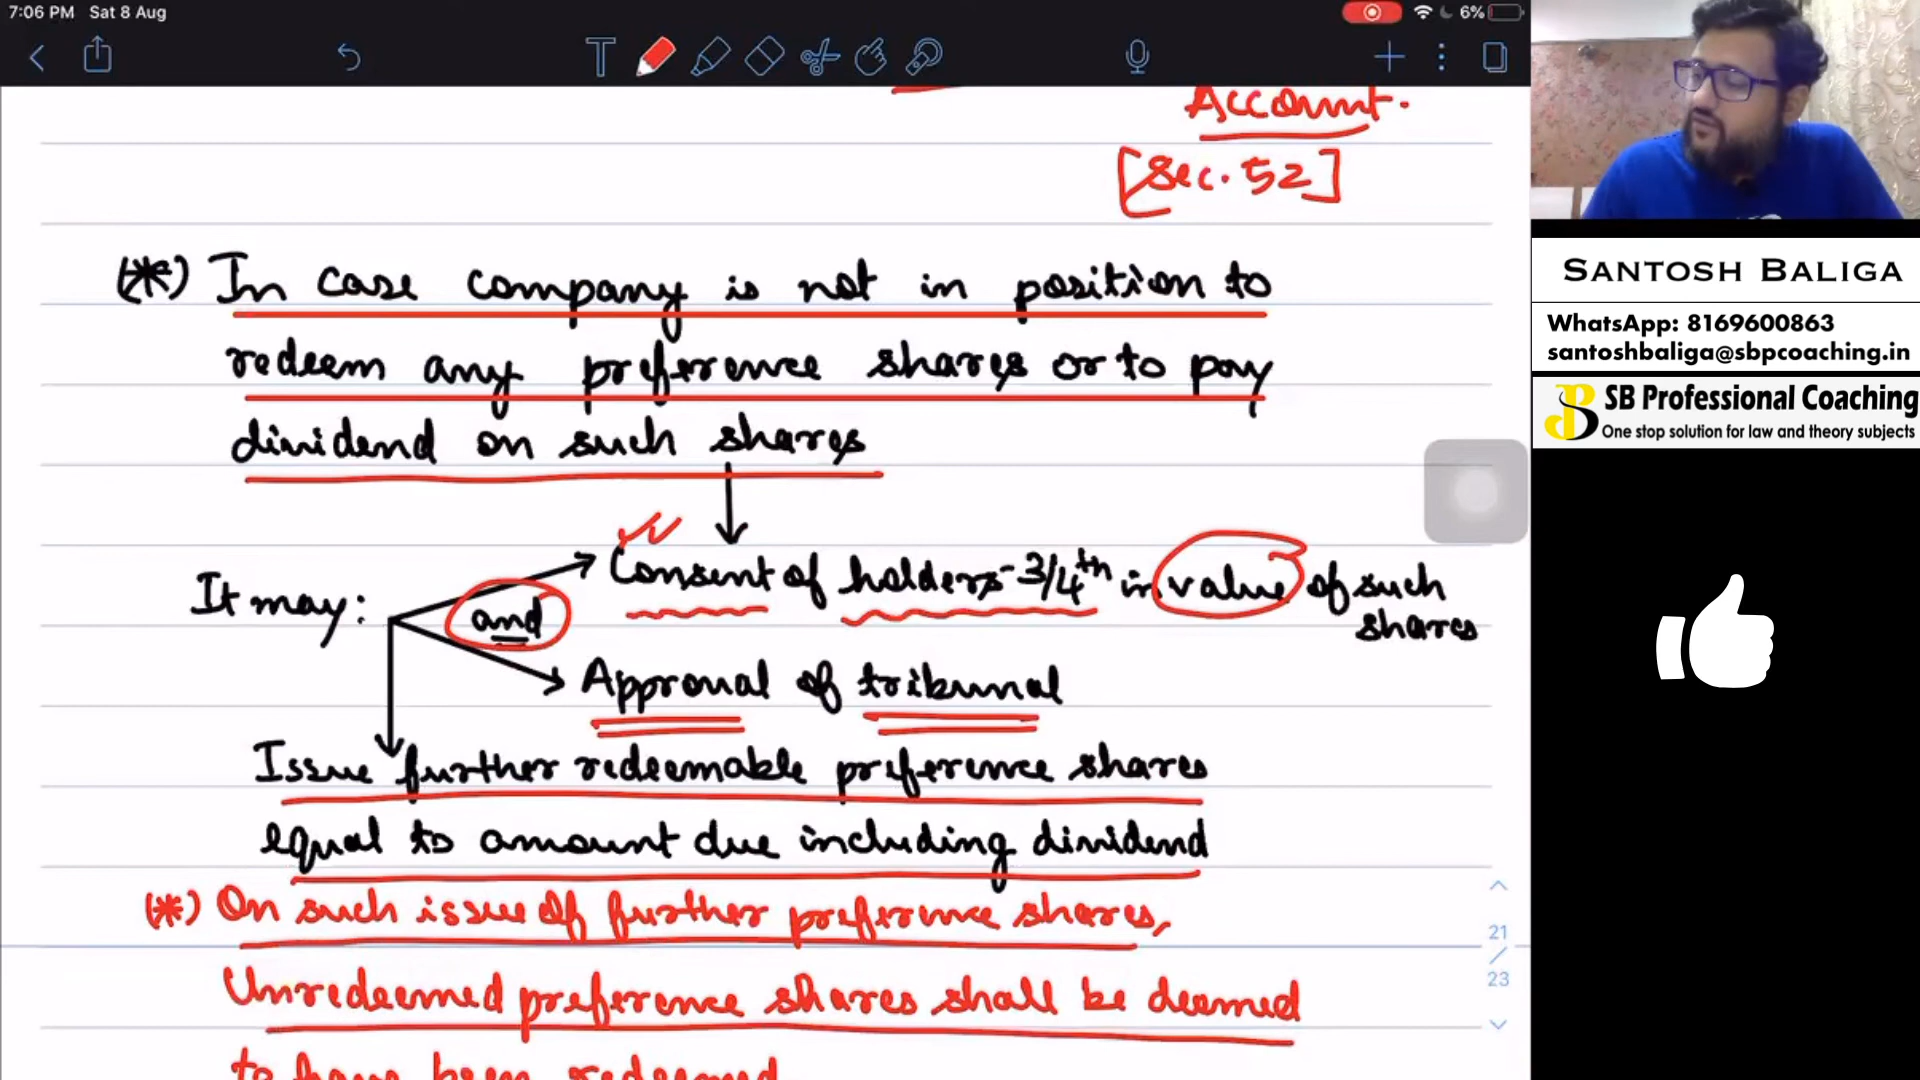 7:06 PM Sat 8 Aug
6%
T
Account.
[Sec. 52]
(*) In case company is not in position to
redeem any preference shares or to pay
dividend on such shares
It may:
and
Consent of holders - 3/4th in value of such
shares
Approval of tribunal
Issue further redeemable preference shares
equal to amount due including dividend
(*) On such issue of further preference shares,
Unredeemed preference shares shall be deemed
to have been redeemed
21
23
SANTOSH BALIGA
WhatsApp: 8169600863
santoshbaliga@sbpcoaching.in
SB Professional Coaching
One stop solution for law and theory subjects